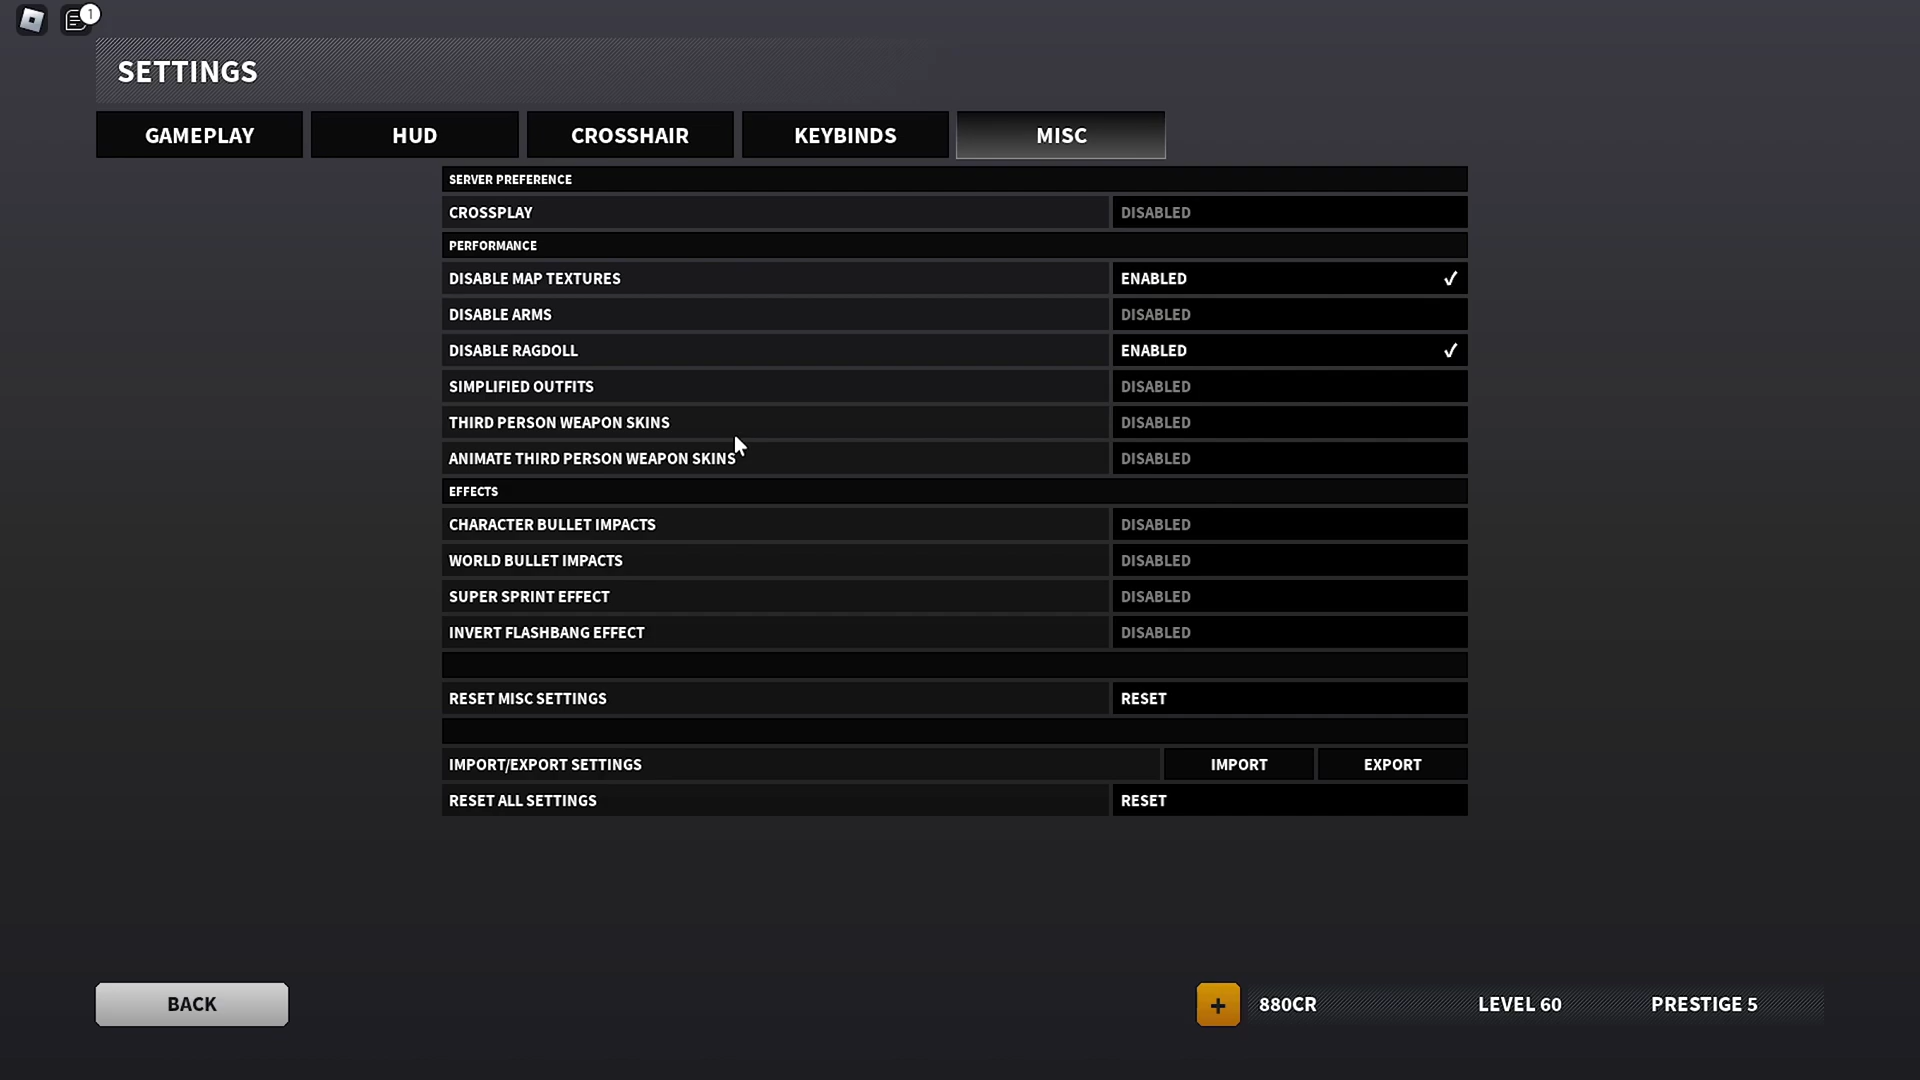 1
SETTINGS
GAMEPLAY HUD CROSSHAIR KEYBINDS MISC
SERVER PREFERENCE
CROSSPLAY DISABLED
PERFORMANCE
DISABLE MAP TEXTURES ENABLED ✓
DISABLE ARMS DISABLED
DISABLE RAGDOLL ENABLED ✓
SIMPLIFIED OUTFITS DISABLED
THIRD PERSON WEAPON SKINS DISABLED
ANIMATE THIRD PERSON WEAPON SKINS DISABLED
EFFECTS
CHARACTER BULLET IMPACTS DISABLED
WORLD BULLET IMPACTS DISABLED
SUPER SPRINT EFFECT DISABLED
INVERT FLASHBANG EFFECT DISABLED
RESET MISC SETTINGS RESET
IMPORT/EXPORT SETTINGS IMPORT EXPORT
RESET ALL SETTINGS RESET
BACK + 880CR LEVEL 60 PRESTIGE 5